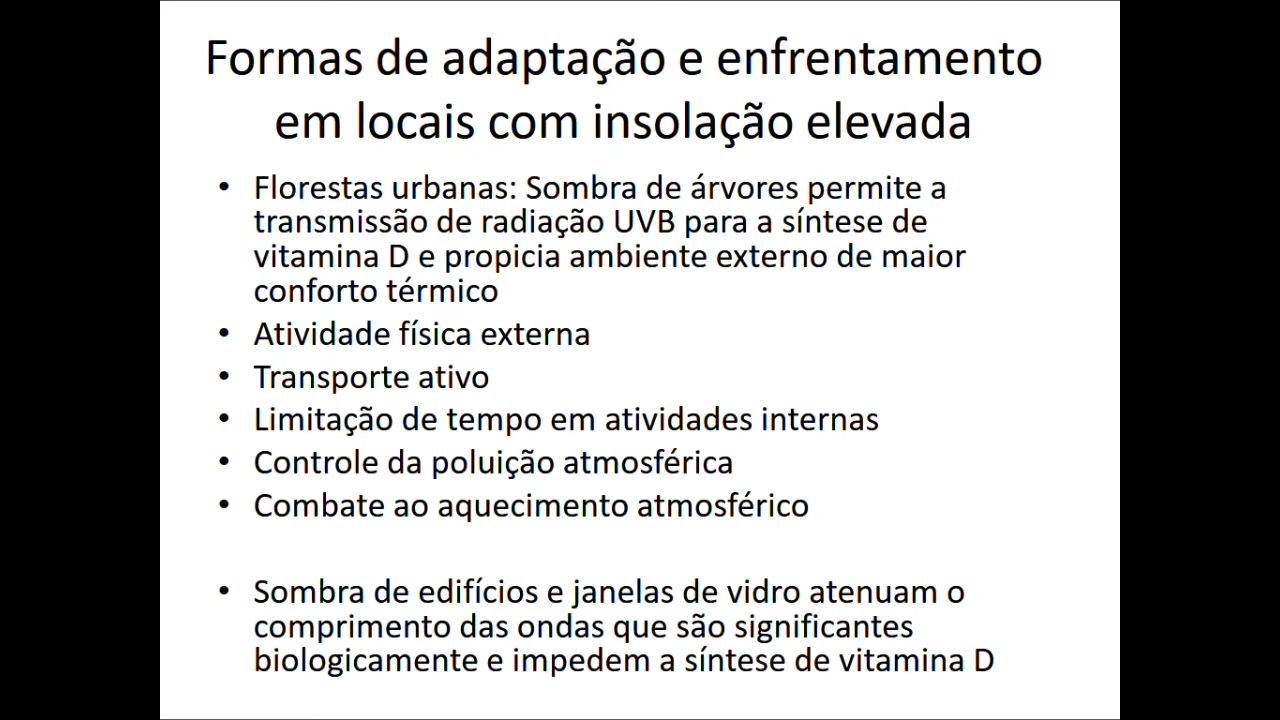 Formas de adaptação e enfrentamento
em locais com insolação elevada
• Florestas urbanas: Sombra de árvores permite a
transmissão de radiação UVB para a síntese de
vitamina D e propicia ambiente externo de maior
conforto térmico
• Atividade física externa
• Transporte ativo
• Limitação de tempo em atividades internas
• Controle da poluição atmosférica
• Combate ao aquecimento atmosférico
• Sombra de edifícios e janelas de vidro atenuam o
comprimento das ondas que são significantes
biologicamente e impedem a síntese de vitamina D